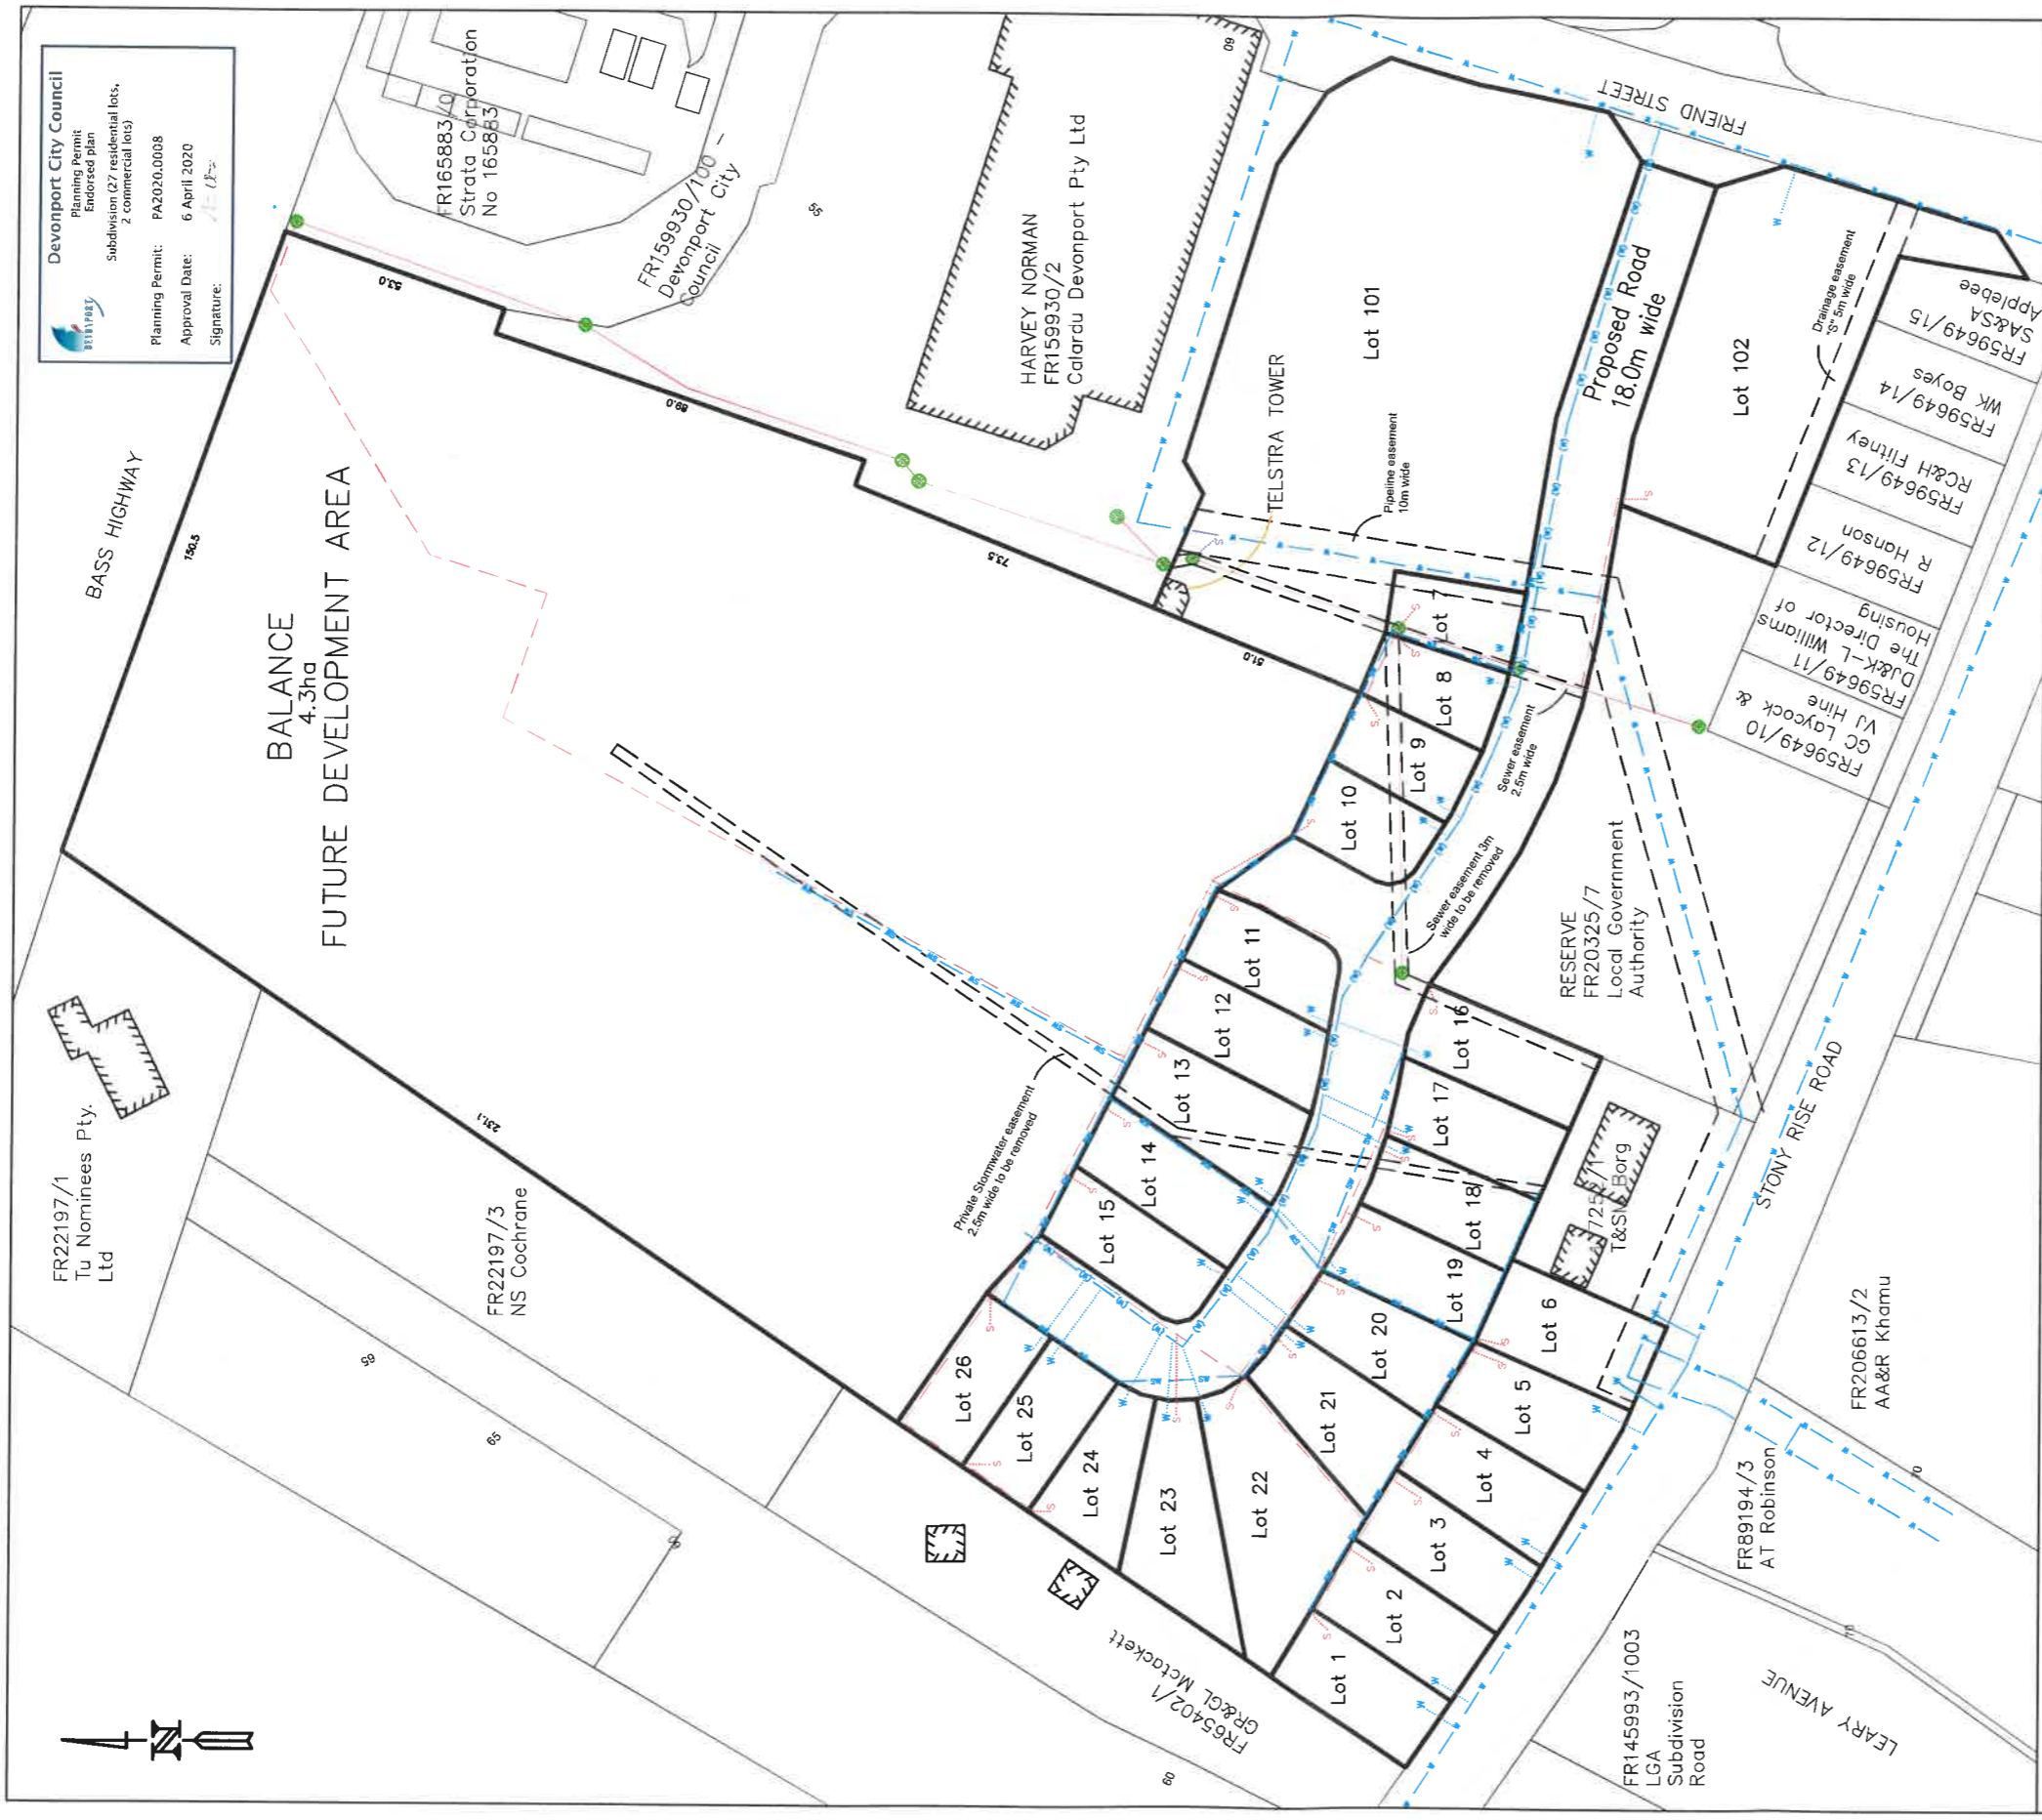 Devonport City Council
Planning Permit
Endorsed plan
Subdivision (27 residential lots,
2 commercial lots)
Planning Permit: PA2020.0008
Approval Date: 6 April 2020
Signature:
DEVONPORT
BASS HIGHWAY
150.5
BALANCE
4.3ha
FUTURE DEVELOPMENT AREA
53.0
89.0
73.5
51.0
231.1
FR165883/0
Strata Corporation
No 165883
FR159930/100
Devonport City
Council
55
60
HARVEY NORMAN
FR159930/2
Calardu Devonport Pty Ltd
TELSTRA TOWER
Pipeline easement
10m wide
FRIEND STREET
Lot 101
Proposed Road
18.0m wide
Lot 102
Drainage easement
"S" 5m wide
FR59649/15
SA&SA
Applebee
FR59649/14
WK Boyes
FR59649/13
RC&H Flitney
FR59649/12
R Hanson
FR59649/11
DJ&K-L Williams
The Director of
Housing
FR59649/10
GC Laycock &
VJ Hine
Lot 7
Lot 8
Lot 9
Lot 10
Sewer easement
2.5m wide
Sewer easement 3m
wide to be removed
RESERVE
FR20325/7
Local Government
Authority
Lot 11
Lot 12
Lot 13
Lot 14
Lot 15
Private Stormwater easement
2.5m wide to be removed
Lot 16
Lot 17
Lot 18
Lot 19
Lot 20
Lot 21
Lot 22
Lot 23
Lot 24
Lot 25
Lot 26
Lot 6
Lot 5
Lot 4
Lot 3
Lot 2
Lot 1
T&SM Borg
STONY RISE ROAD
FR22197/1
Tu Nominees Pty.
Ltd
FR22197/3
NS Cochrane
65
65
60
FR65402/1
GR&GL Mctackett
FR206613/2
AA&R Khamu
FR89194/3
AT Robinson
70
70
FR145993/1003
LGA
Subdivision
Road
LEARY AVENUE
N